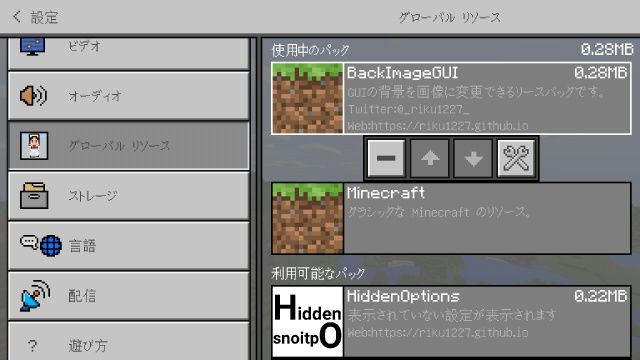 設定
グローバル リソース
ビデオ
オーディオ
グローバル リソース
ストレージ
言語
配信
遊び方
使用中のパック 0.28MB
BackImageGUI 0.28MB
GUIの背景を画像に変更できるリースパックです。
Twitter:@_riku1227_
Web:https://riku1227.github.io
Minecraft
クラシックな Minecraft のリソース。
利用可能なパック
Hidden
snoitpO
HiddenOptions 0.22MB
表示されていない設定が表示されます
Web:https://riku1227.github.io